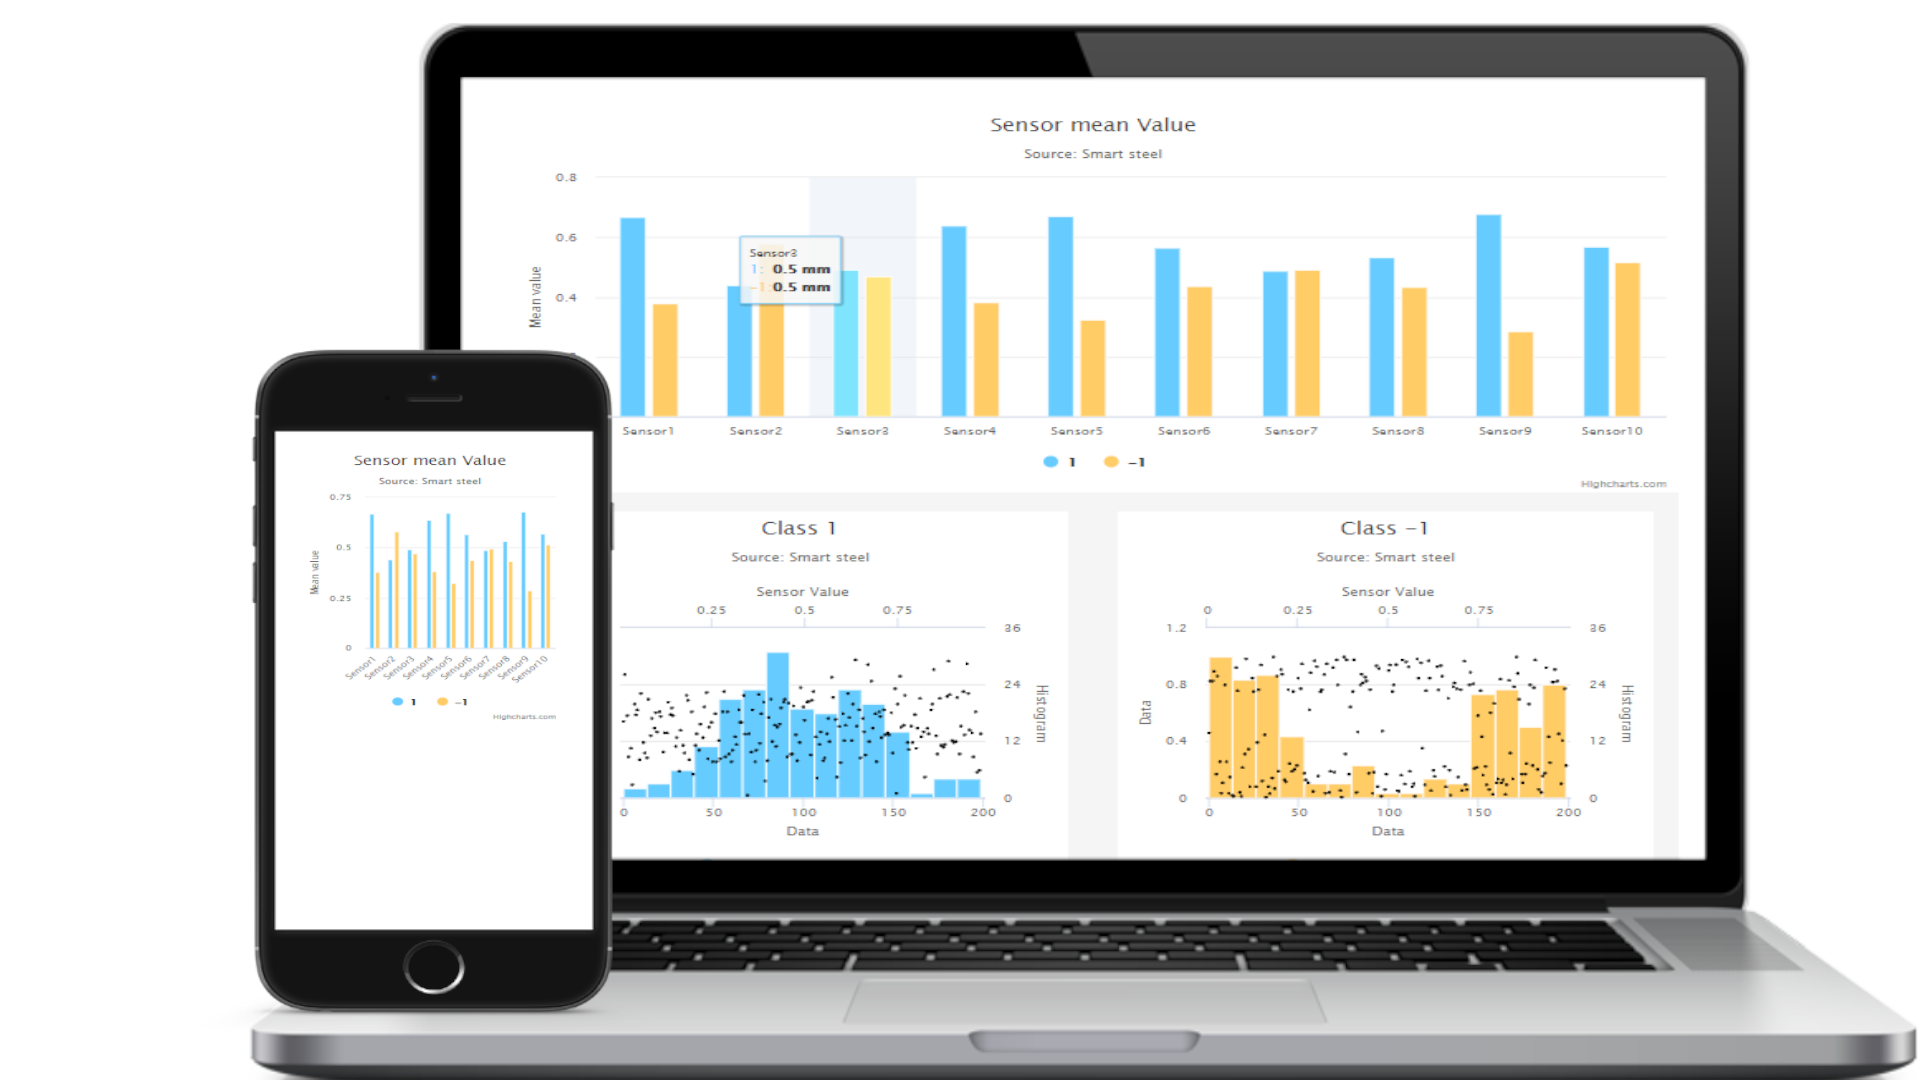 Sensor mean Value
Source: Smart steel
0.8
0.6
0.4
Mean value
Sensor3
1: 0.5 mm
-1: 0.5 mm
Sensor1 Sensor2 Sensor3 Sensor4 Sensor5 Sensor6 Sensor7 Sensor8 Sensor9 Sensor10
1 -1
Highcharts.com
Class 1
Source: Smart steel
Sensor Value
0.25 0.5 0.75
36
24
12
0
Histogram
0 50 100 150 200
Data
Class -1
Source: Smart steel
Sensor Value
0 0.25 0.5 0.75
1.2
0.8
0.4
0
Data
36
24
12
0
Histogram
0 50 100 150 200
Data
Sensor mean Value
Source: Smart steel
0.75
0.5
0.25
0
Mean value
Sensor1 Sensor2 Sensor3 Sensor4 Sensor5 Sensor6 Sensor7 Sensor8 Sensor9 Sensor10
1 -1
Highcharts.com